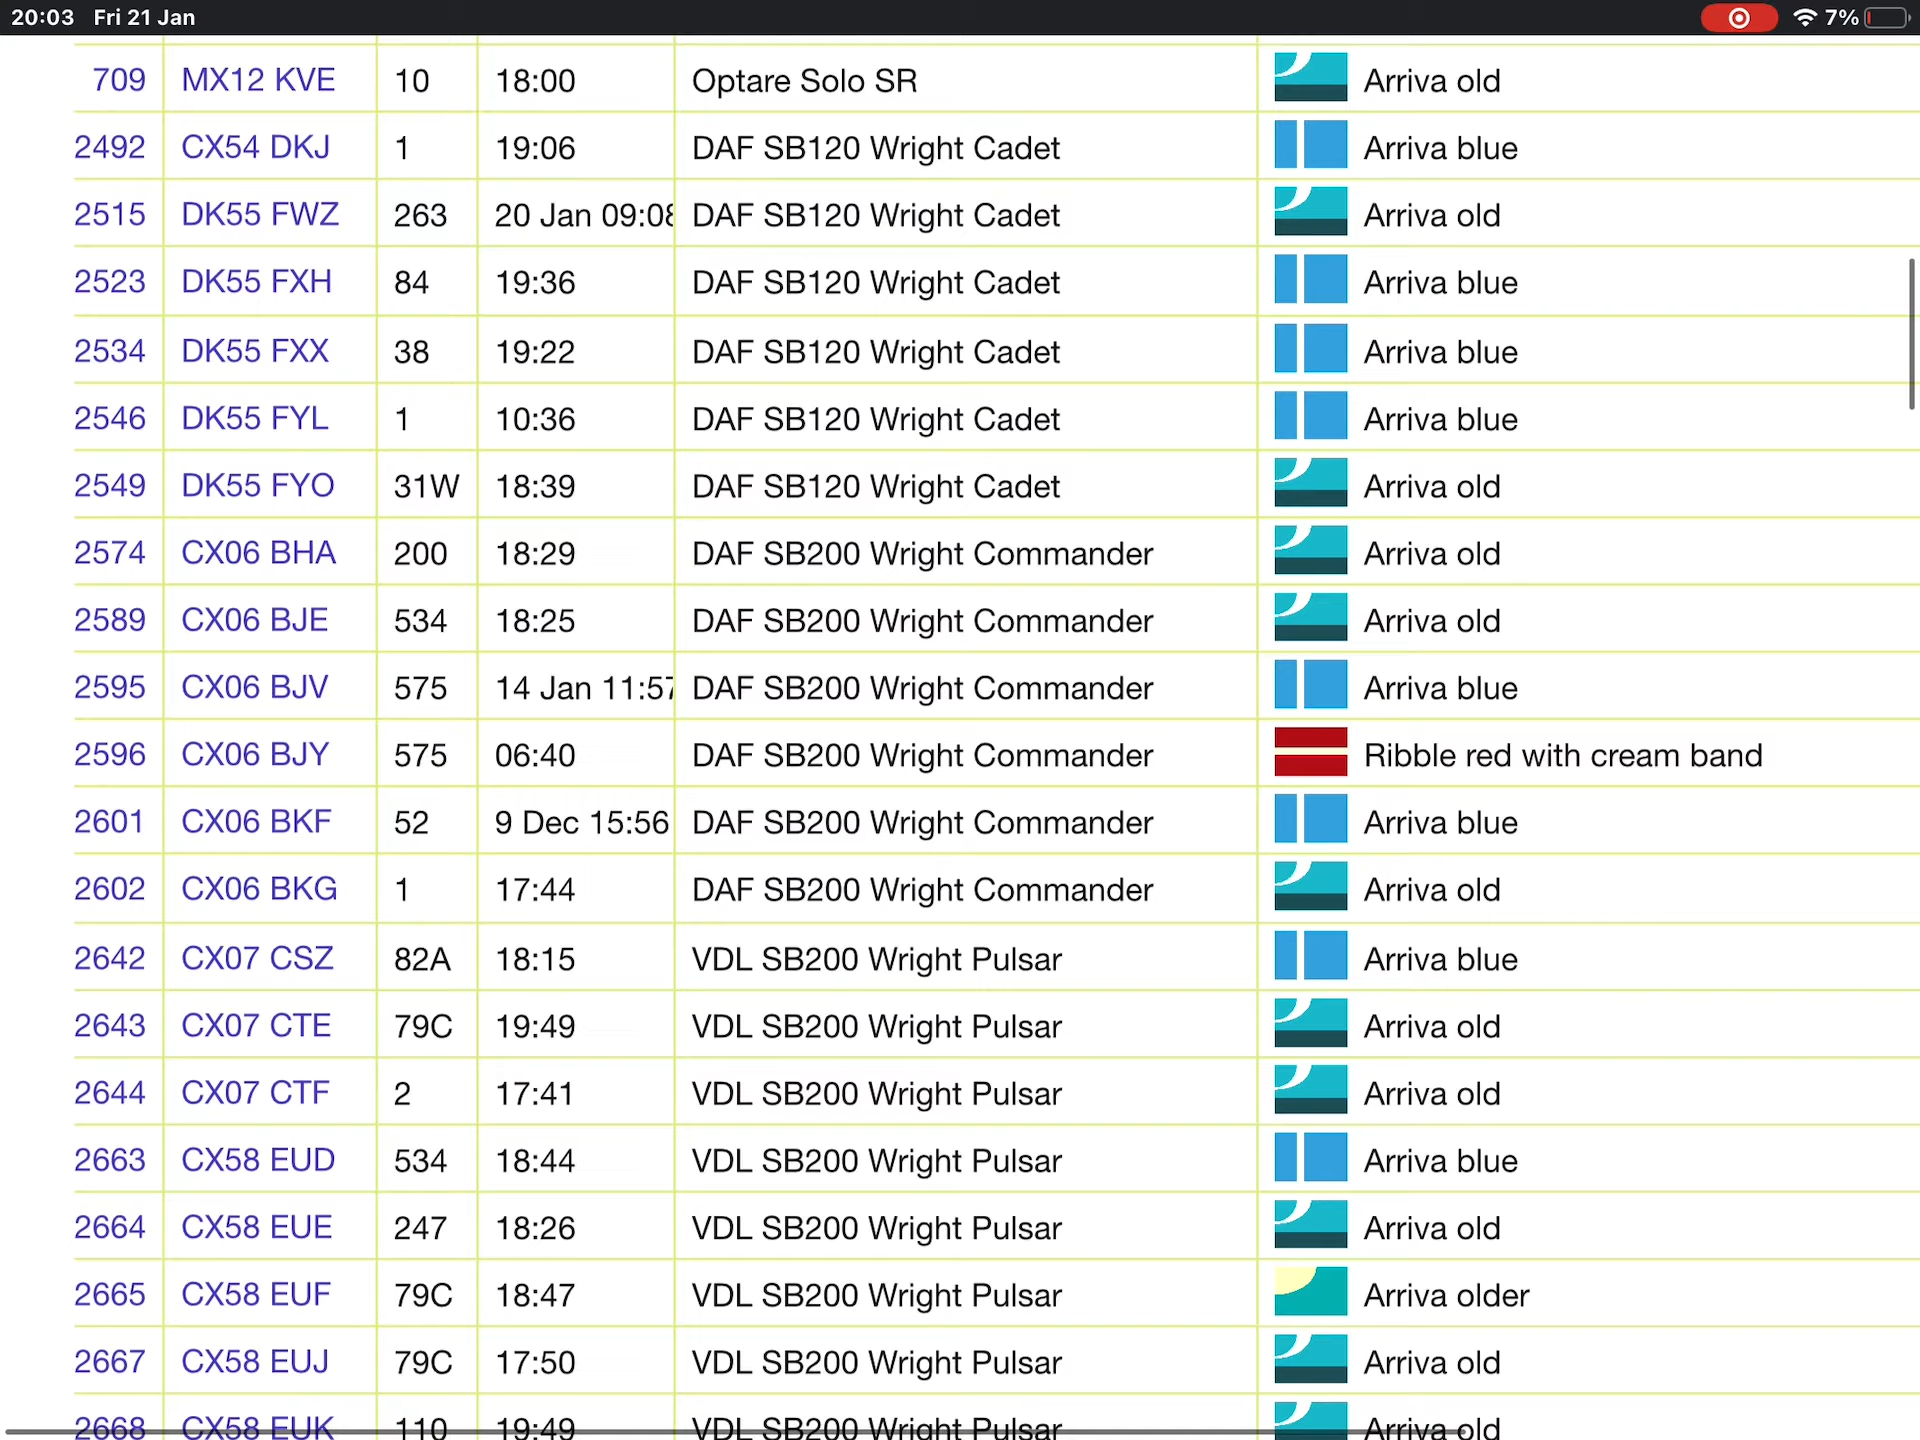 20:03 Fri 21 Jan 7%
709 MX12 KVE 10 18:00 Optare Solo SR Arriva old
2492 CX54 DKJ 1 19:06 DAF SB120 Wright Cadet Arriva blue
2515 DK55 FWZ 263 20 Jan 09:08 DAF SB120 Wright Cadet Arriva old
2523 DK55 FXH 84 19:36 DAF SB120 Wright Cadet Arriva blue
2534 DK55 FXX 38 19:22 DAF SB120 Wright Cadet Arriva blue
2546 DK55 FYL 1 10:36 DAF SB120 Wright Cadet Arriva blue
2549 DK55 FYO 31W 18:39 DAF SB120 Wright Cadet Arriva old
2574 CX06 BHA 200 18:29 DAF SB200 Wright Commander Arriva old
2589 CX06 BJE 534 18:25 DAF SB200 Wright Commander Arriva old
2595 CX06 BJV 575 14 Jan 11:57 DAF SB200 Wright Commander Arriva blue
2596 CX06 BJY 575 06:40 DAF SB200 Wright Commander Ribble red with cream band
2601 CX06 BKF 52 9 Dec 15:56 DAF SB200 Wright Commander Arriva blue
2602 CX06 BKG 1 17:44 DAF SB200 Wright Commander Arriva old
2642 CX07 CSZ 82A 18:15 VDL SB200 Wright Pulsar Arriva blue
2643 CX07 CTE 79C 19:49 VDL SB200 Wright Pulsar Arriva old
2644 CX07 CTF 2 17:41 VDL SB200 Wright Pulsar Arriva old
2663 CX58 EUD 534 18:44 VDL SB200 Wright Pulsar Arriva blue
2664 CX58 EUE 247 18:26 VDL SB200 Wright Pulsar Arriva old
2665 CX58 EUF 79C 18:47 VDL SB200 Wright Pulsar Arriva older
2667 CX58 EUJ 79C 17:50 VDL SB200 Wright Pulsar Arriva old
2668 CX58 EUK 110 19:49 VDL SB200 Wright Pulsar Arriva old